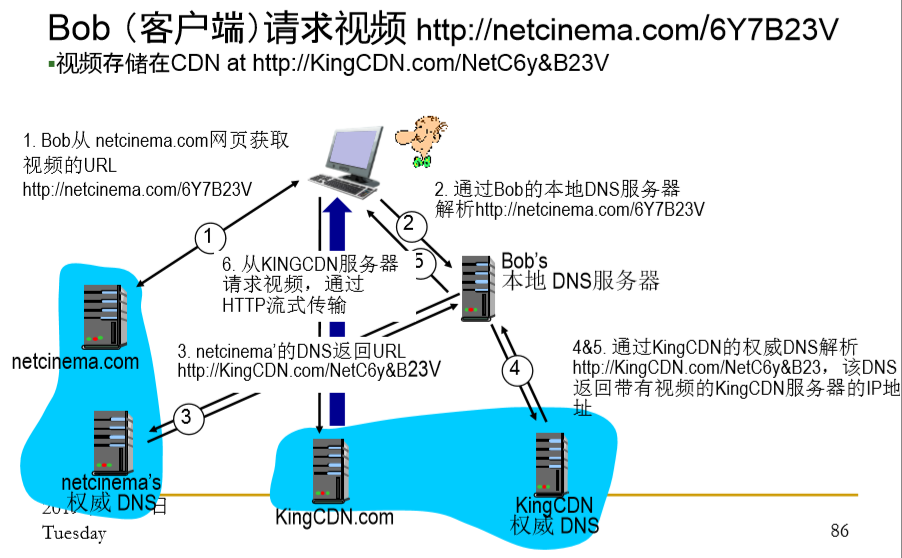 Bob（客户端)请求视频 http://netcinema.com/6Y7B23V
视频存储在CDN at http://KingCDN.com/NetC6y&B23V
1. Bob从 netcinema.com网页获取
视频的URL
http://netcinema.com/6Y7B23V
2. 通过Bob的本地DNS服务器
解析http://netcinema.com/6Y7B23V
1
2
5
Bob's
本地 DNS服务器
6. 从KINGCDN服务器
请求视频，通过
HTTP流式传输
netcinema.com
3. netcinema'的DNS返回URL
http://KingCDN.com/NetC6y&B23V
4&5. 通过KingCDN的权威DNS解析
http://KingCDN.com/NetC6y&B23，该DNS
返回带有视频的KingCDN服务器的IP地
址
4
3
netcinema's
权威 DNS
KingCDN.com
KingCDN
权威 DNS
日
Tuesday
86